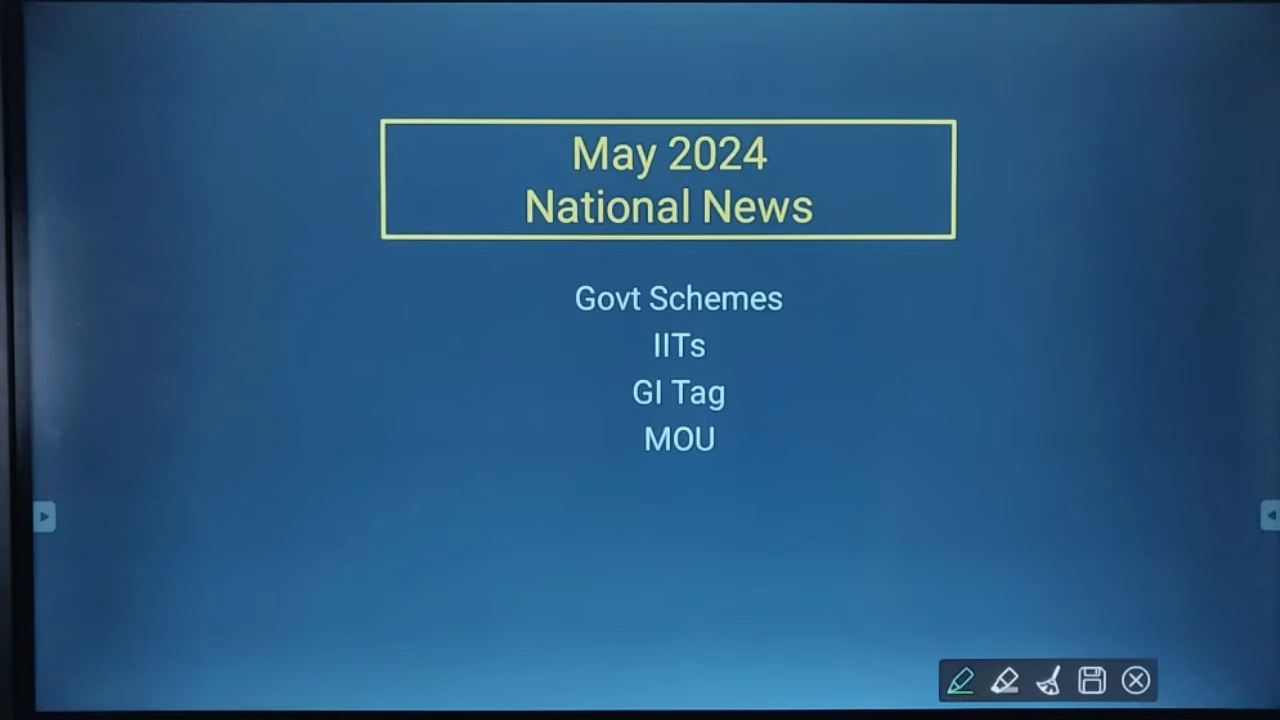 May 2024
National News
Govt Schemes
IITs
GI Tag
MOU